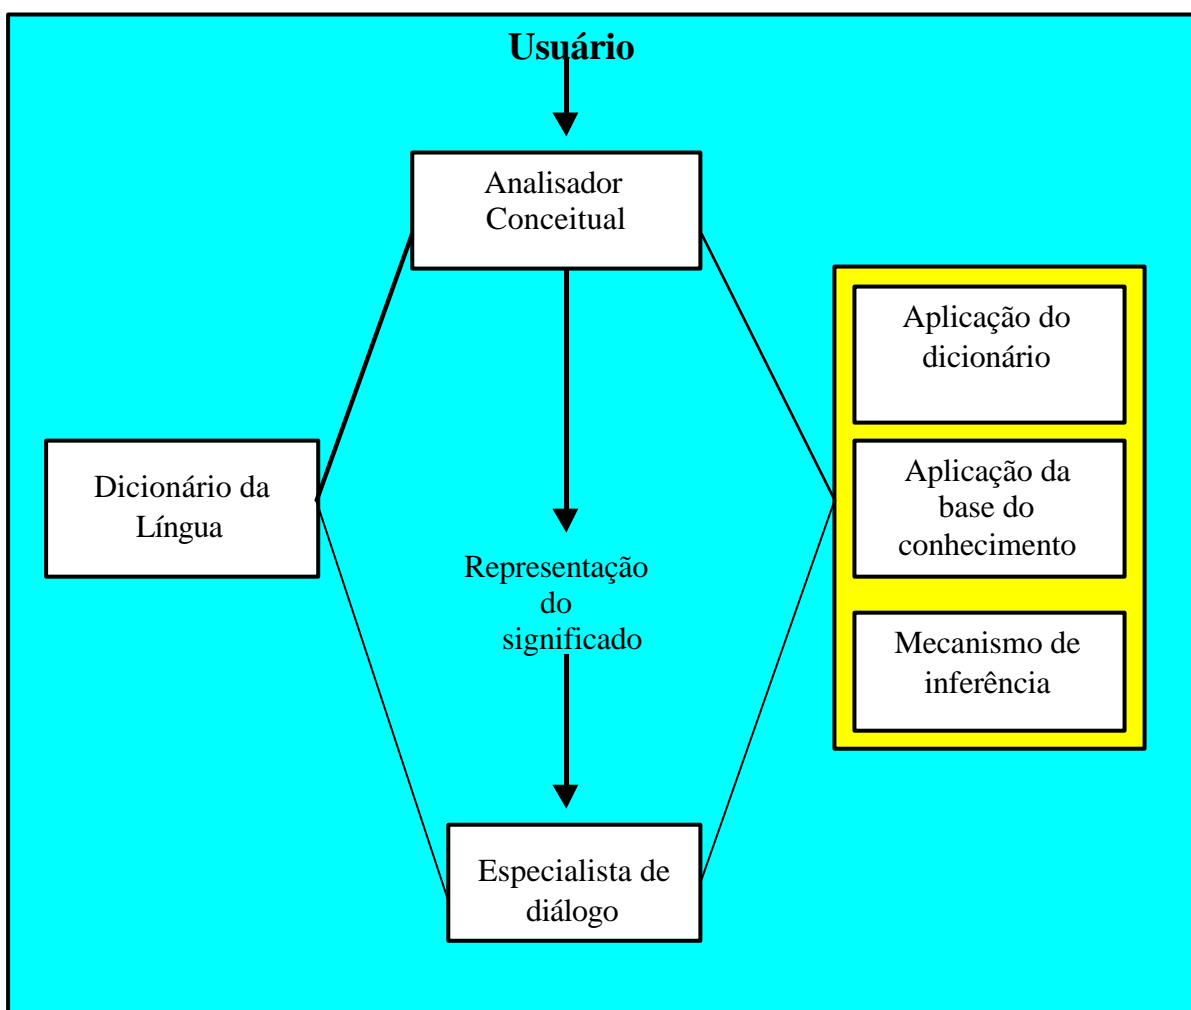 Usuário
Analisador
Conceitual
Aplicação do
dicionário
Dicionário da
Língua
Aplicação da
base do
conhecimento
Representação
do
significado
Mecanismo de
inferência
Especialista de
diálogo